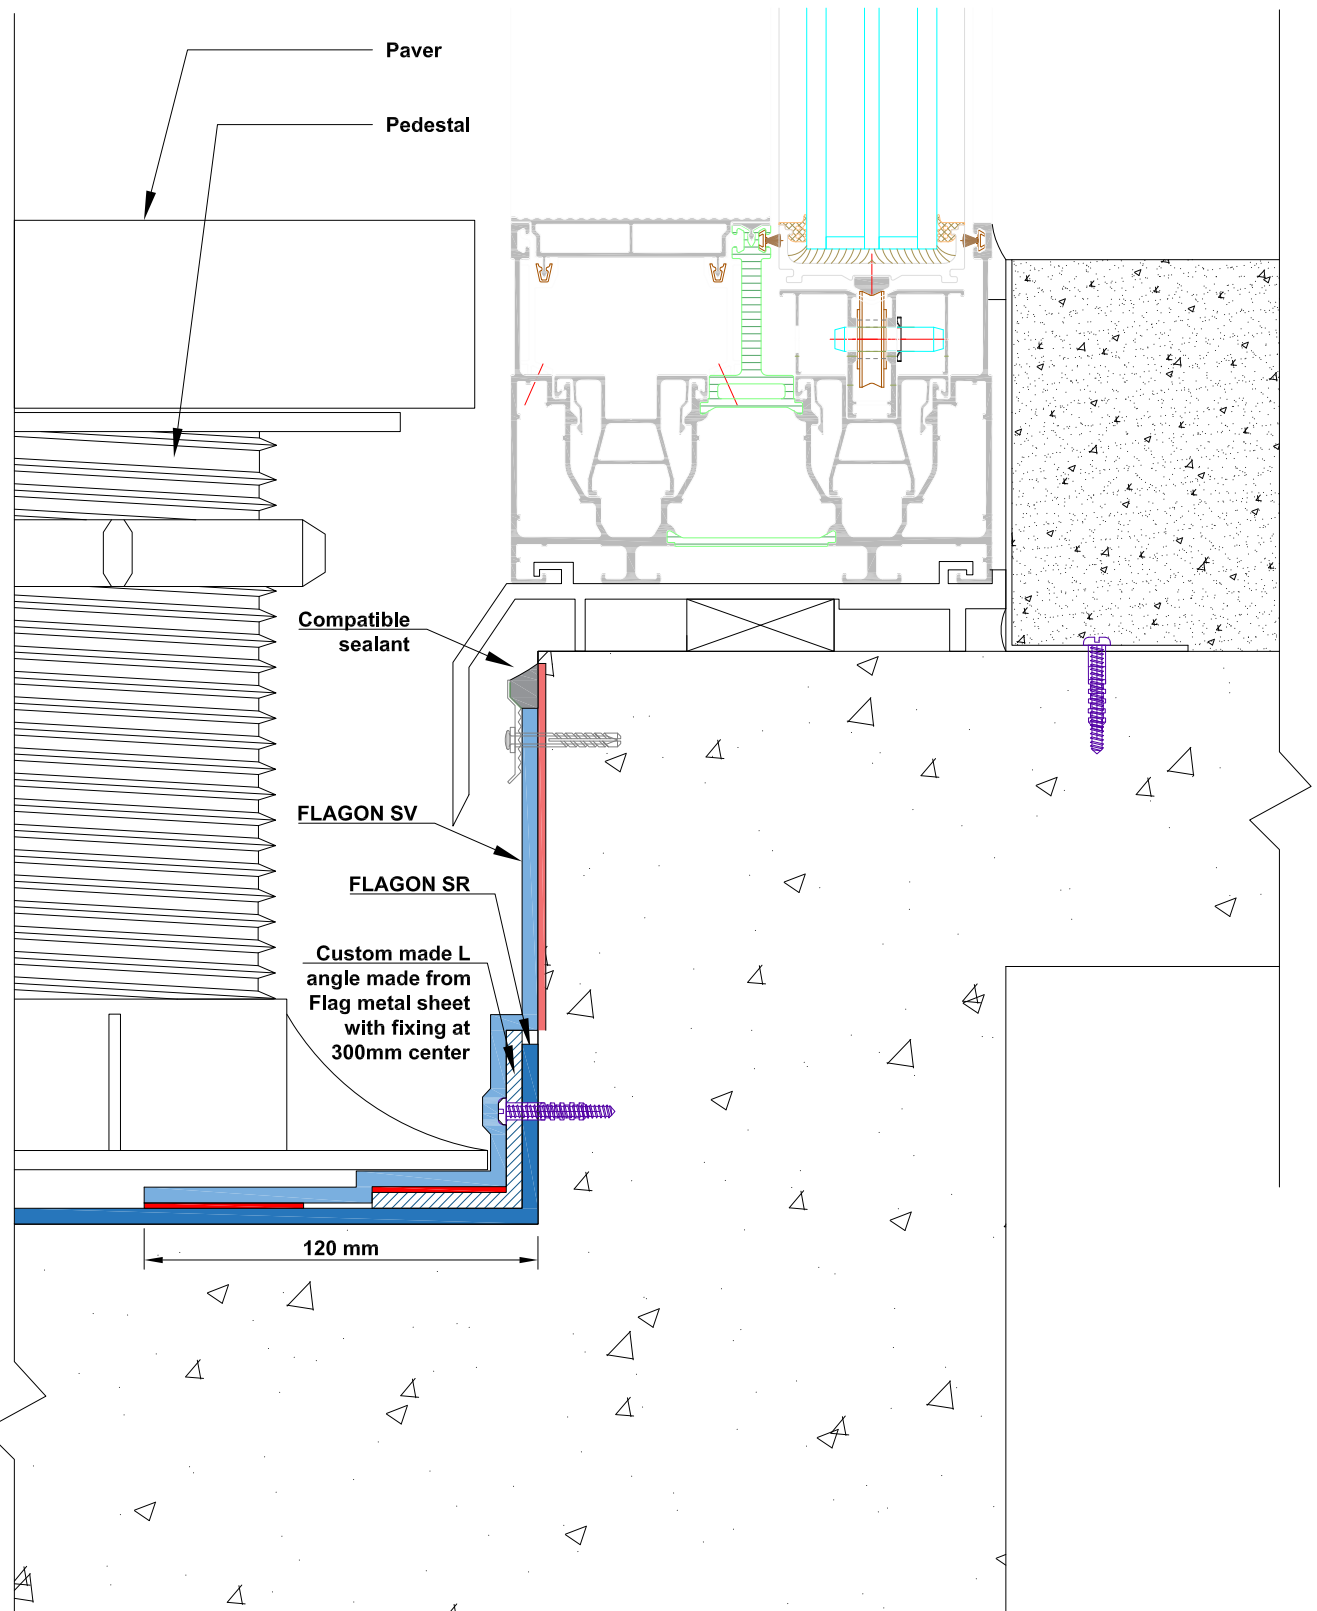 Paver
Pedestal
Compatible
sealant
FLAGON SV
FLAGON SR
Custom made L
angle made from
Flag metal sheet
with fixing at
300mm center
120 mm